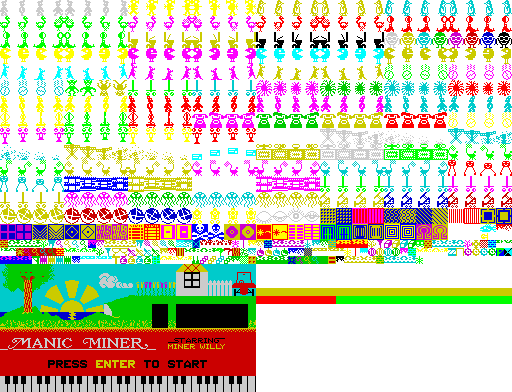 MANIC MINER
STARRING
MINER WILLY
PRESS ENTER TO START